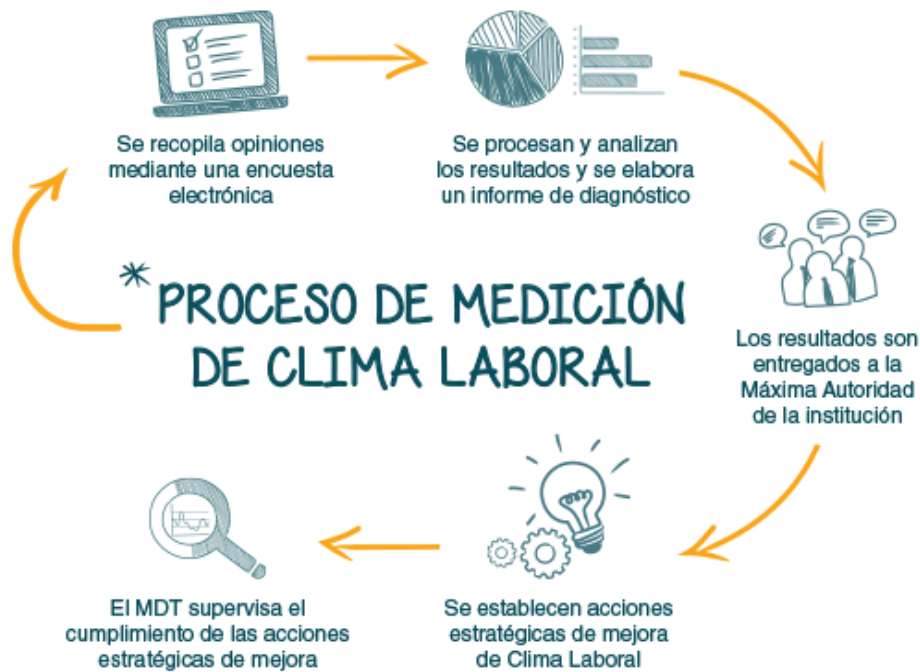 Se recopila opiniones
mediante una encuesta
electrónica
Se procesan y analizan
los resultados y se elabora
un informe de diagnóstico
Los resultados son
entregados a la
Máxima Autoridad
de la institución
* PROCESO DE MEDICIÓN
DE CLIMA LABORAL
Se establecen acciones
estratégicas de mejora
de Clima Laboral
El MDT supervisa el
cumplimiento de las acciones
estratégicas de mejora